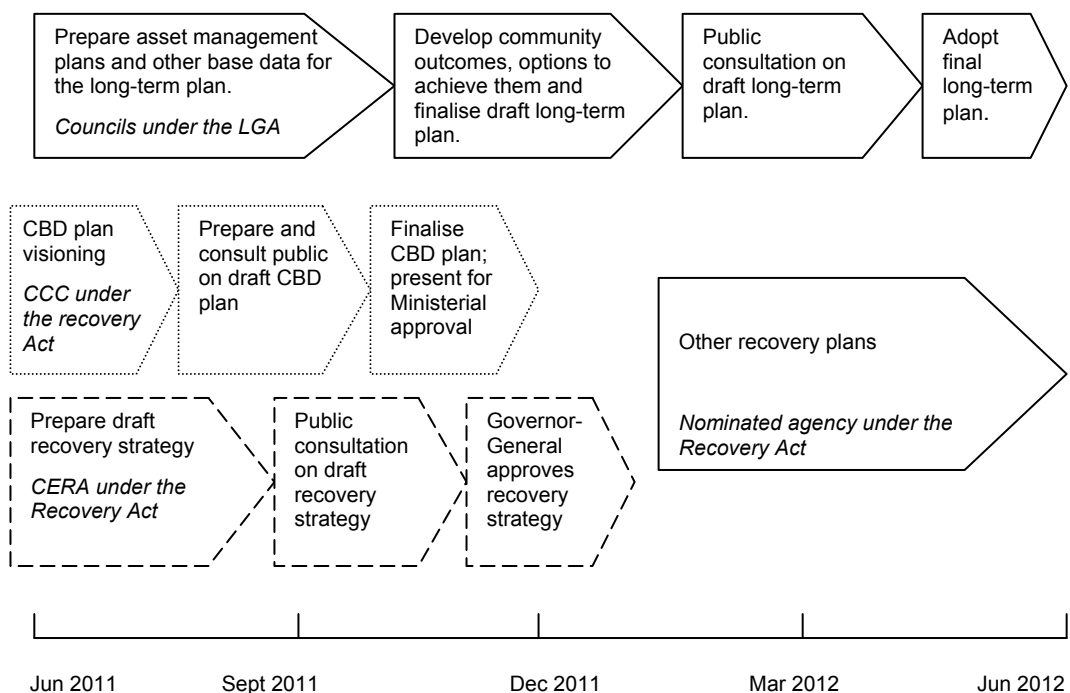 Prepare asset management
plans and other base data for
the long-term plan.
Councils under the LGA
Develop community
outcomes, options to
achieve them and
finalise draft long-term
plan.
Public
consultation on
draft long-term
plan.
Adopt
final
long-term
plan.
CBD plan
visioning
CCC under
the recovery
Act
Prepare and
consult public
on draft CBD
plan
Finalise
CBD plan;
present for
Ministerial
approval
Other recovery plans
Nominated agency under the
Recovery Act
Prepare draft
recovery strategy
CERA under the
Recovery Act
Public
consultation
on draft
recovery
strategy
Governor-
General
approves
recovery
strategy
Jun 2011
Sept 2011
Dec 2011
Mar 2012
Jun 2012